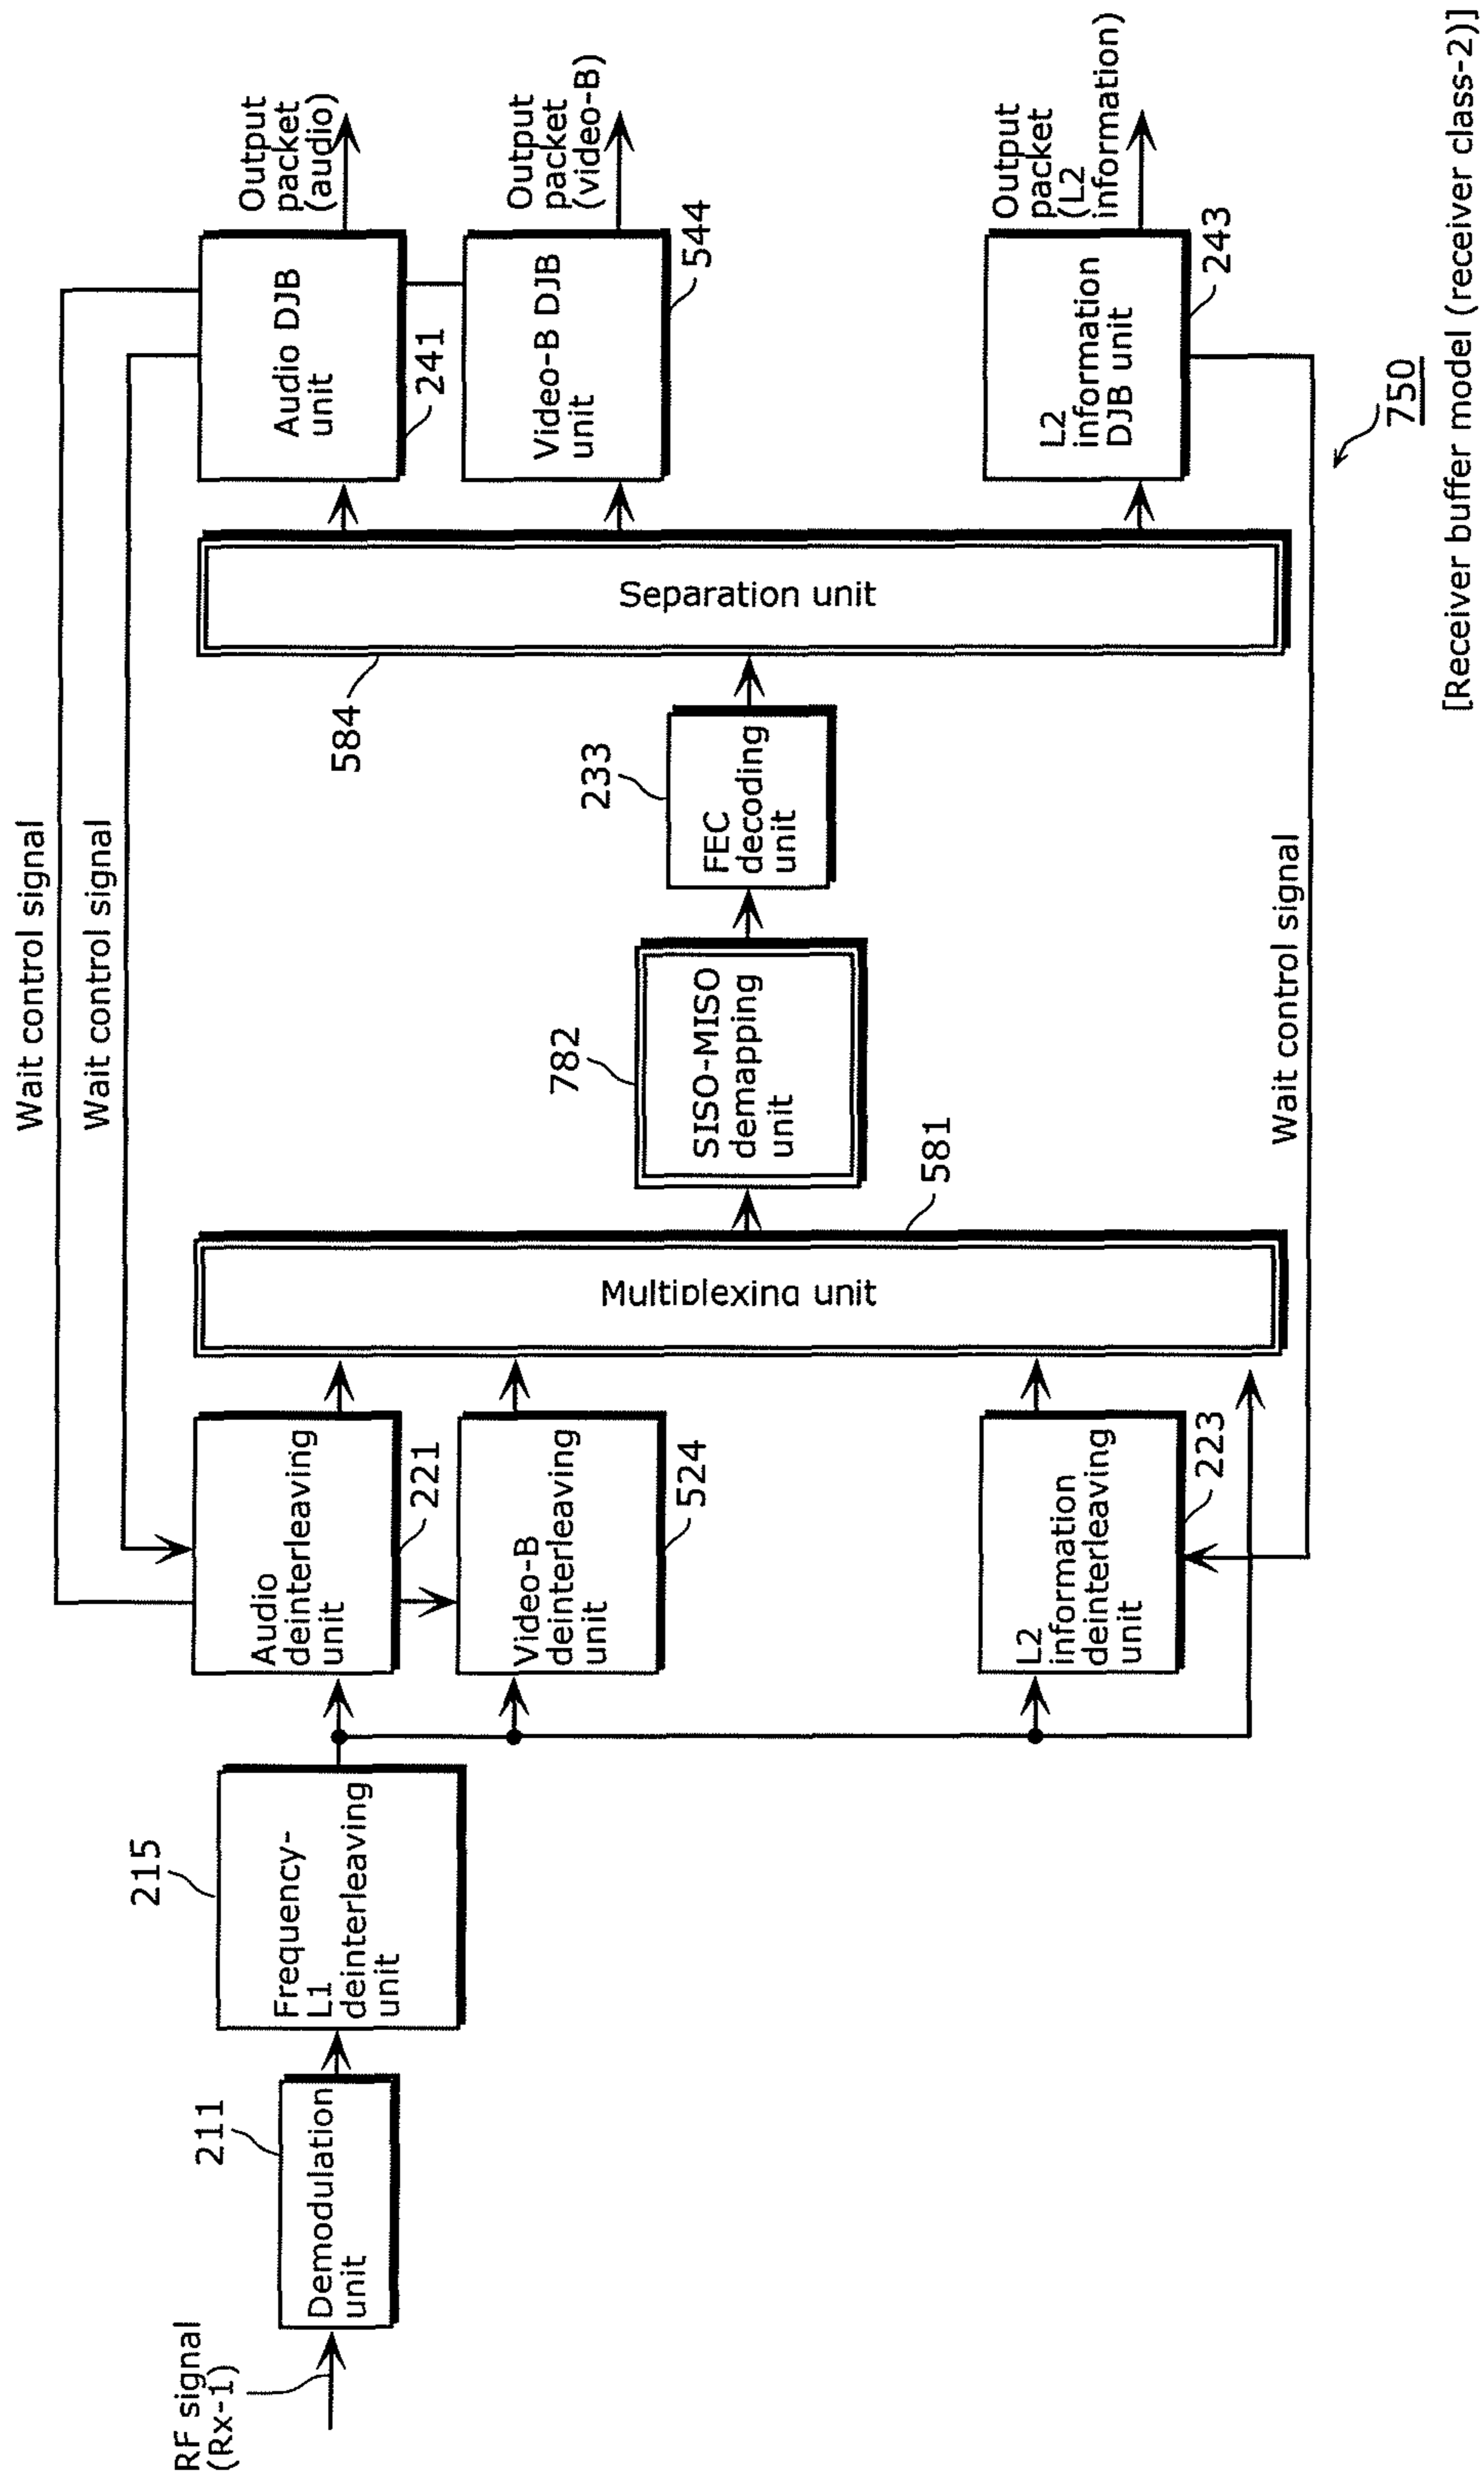 Wait control signal
Wait control signal
RF signal
(Rx-1)
211
Demodulation
unit
215
Frequency-
L1
deinterleaving
unit
Audio
deinterleaving
unit
221
Video-B
deinterleaving
unit
524
L2
information
deinterleaving
unit
223
Multiplexing unit
581
782
SISO-MISO
demapping
unit
233
FEC
decoding
unit
584
Separation unit
Audio DJB
unit
241
Video-B DJB
unit
544
L2
information
DJB unit
243
Output
packet
(audio)
Output
packet
(video-B)
Output
packet
(L2
information)
Wait control signal
750
[Receiver buffer model (receiver class-2)]